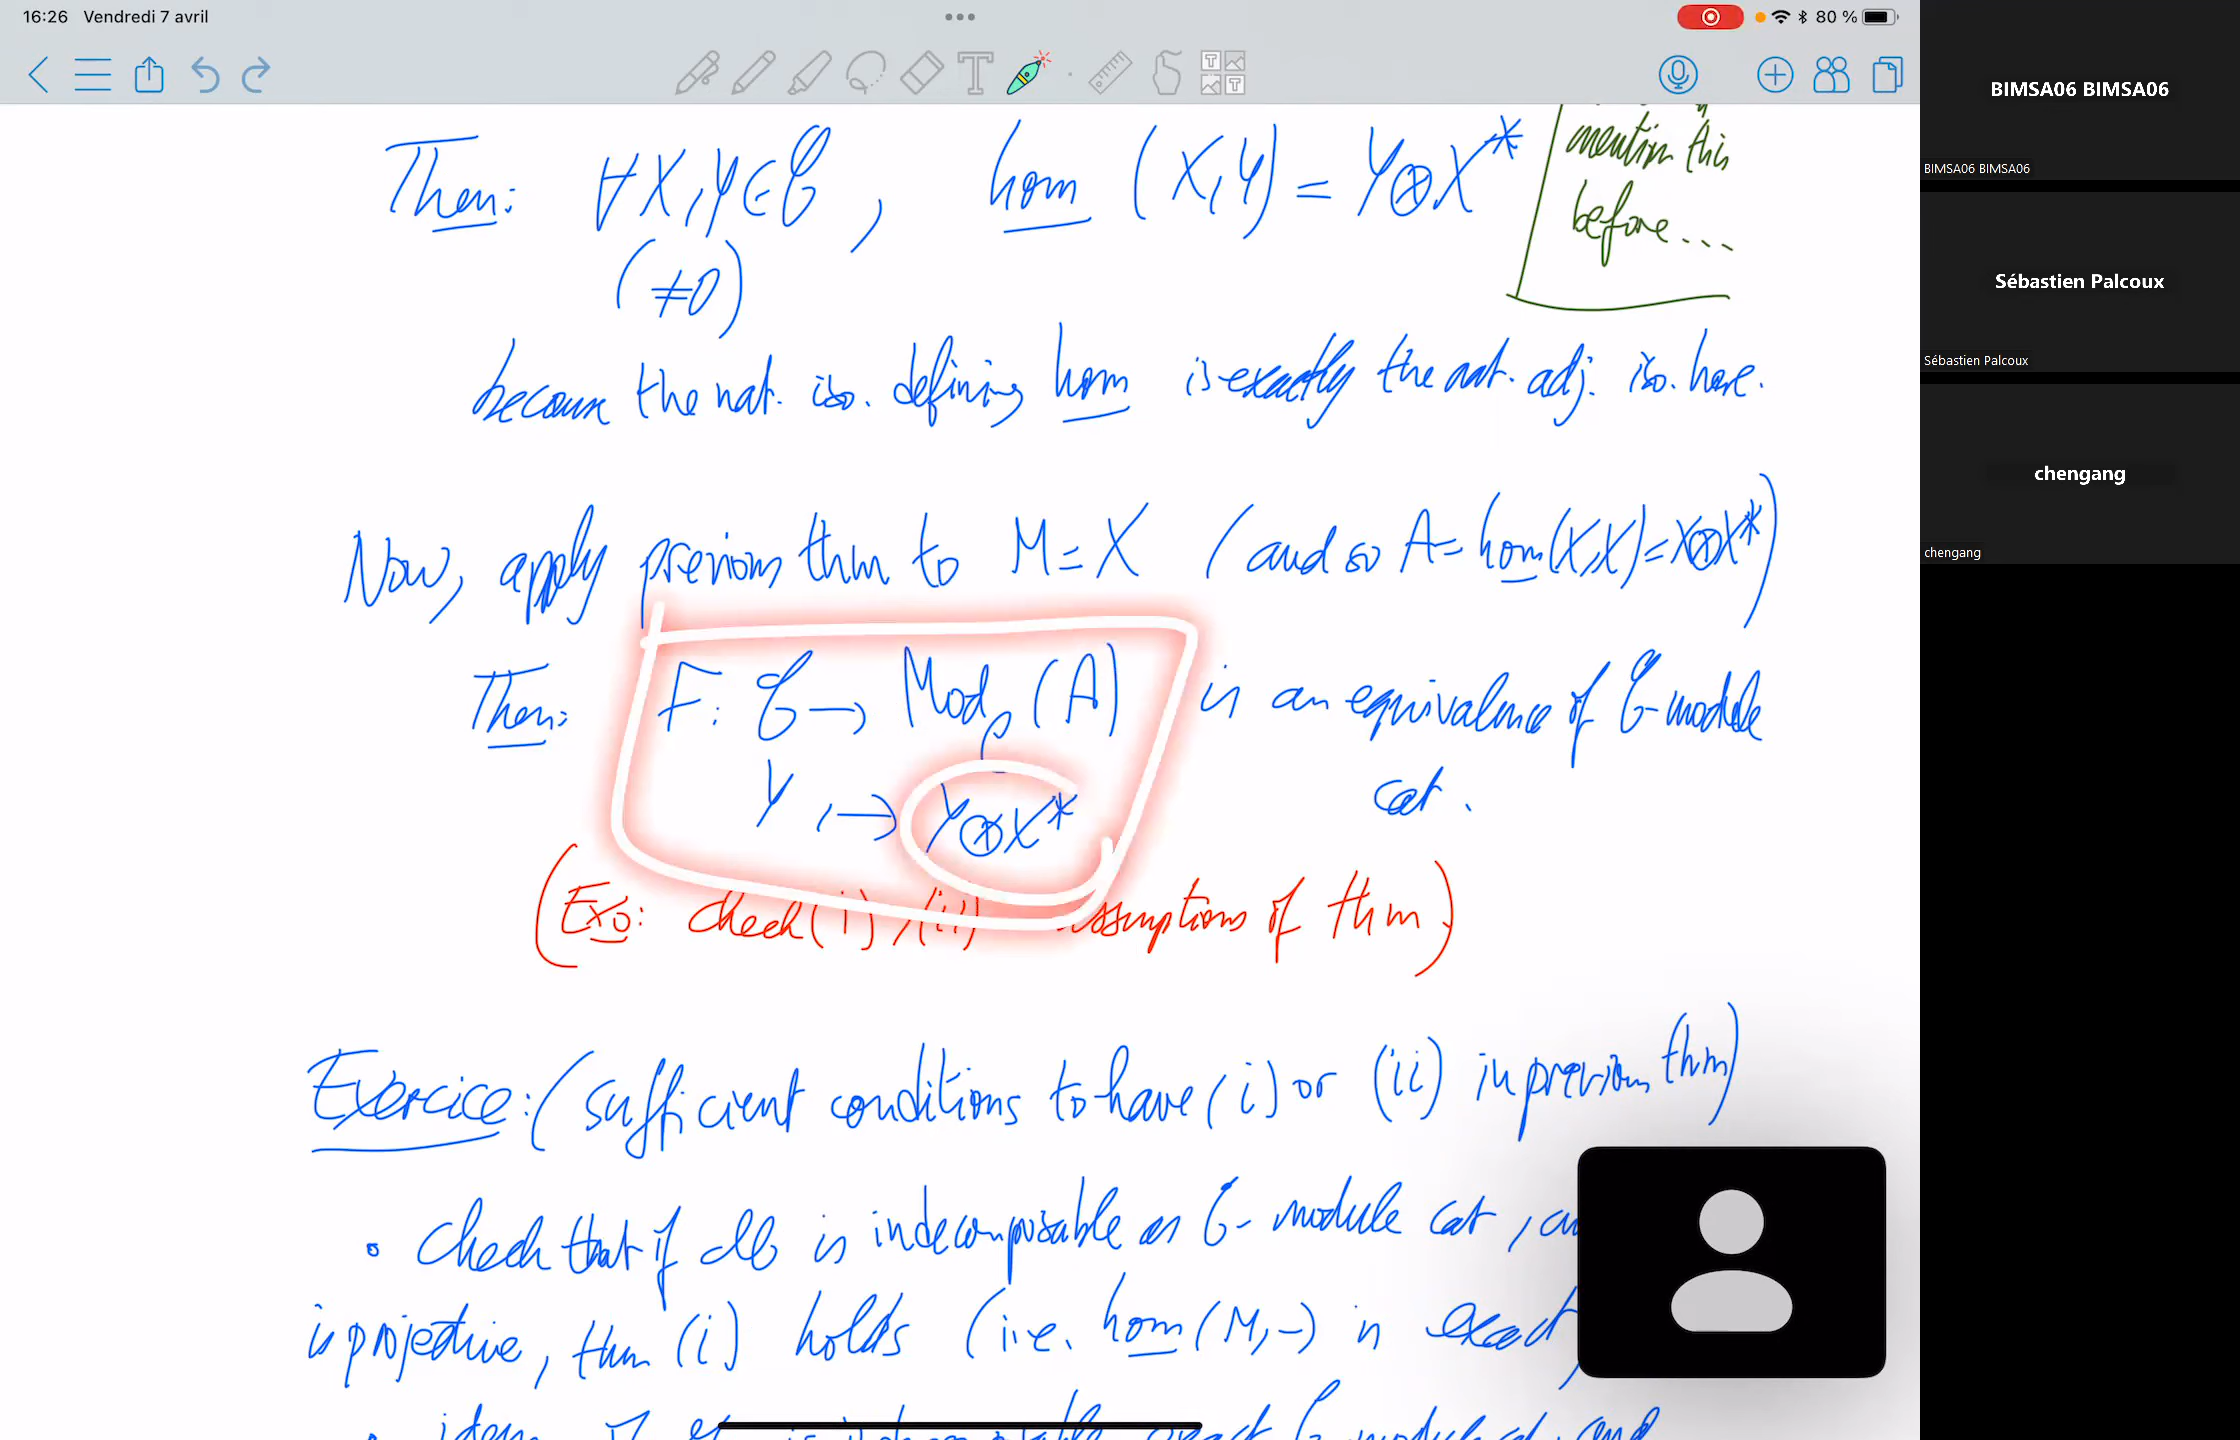 16:26 Vendredi 7 avril
80 %
mention this
before...
Then: ∀X,Y∈𝒞, hom (X,Y) = Y⊗X*
(≠0)
because the nat. iso. defining hom is exactly the nat. adj. iso. here.
Now, apply previous thm to M=X (and so A=hom(X,X)=X⊗X*)
Then: F: 𝒞 → Mod_𝒞(A) is an equivalence of 𝒞-module
Y ↦ Y⊗X* cat.
(Exo: check (i), (ii) assumptions of thm)
Exercice: (sufficient conditions to have (i) or (ii) in previous thm)
• check that if ℳ is indecomposable as 𝒞-module cat,
is projective, then (i) holds (i.e. hom(M,-) is exact
• idem if
BIMSA06 BIMSA06
BIMSA06 BIMSA06
Sébastien Palcoux
Sébastien Palcoux
chengang
chengang